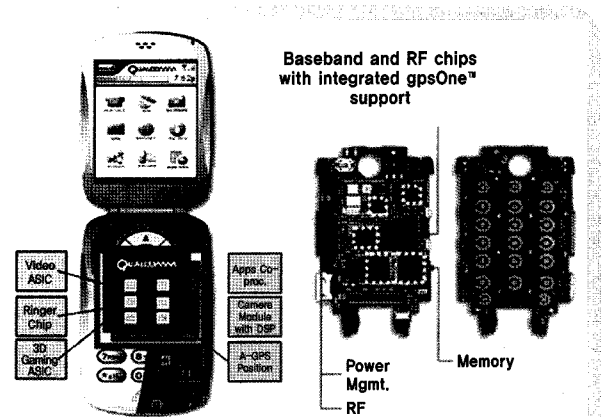 Baseband and RF chips
with integrated gpsOne™
support
QUALCOMM
QUALCOMM
Video
ASIC
Ringer
Chip
3D
Gaming
ASIC
Apps Co-
proc.
Camera
Module
with DSP
A-GPS
Position
Power
Mgmt.
RF
Memory